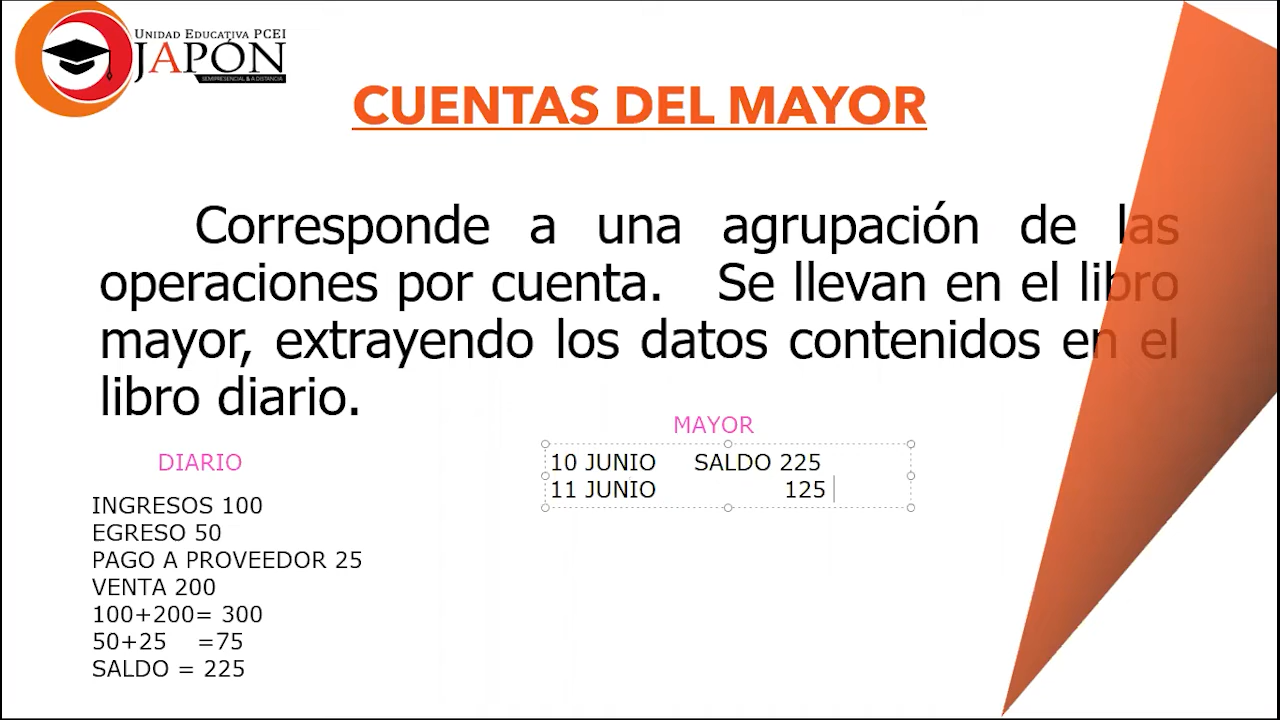 UNIDAD EDUCATIVA PCEI
JAPÓN
SEMIPRESENCIAL & A DISTANCIA
CUENTAS DEL MAYOR
Corresponde a una agrupación de las
operaciones por cuenta. Se llevan en el libro
mayor, extrayendo los datos contenidos en el
libro diario.
DIARIO
INGRESOS 100
EGRESO 50
PAGO A PROVEEDOR 25
VENTA 200
100+200= 300
50+25 =75
SALDO = 225
MAYOR
10 JUNIO SALDO 225
11 JUNIO 125